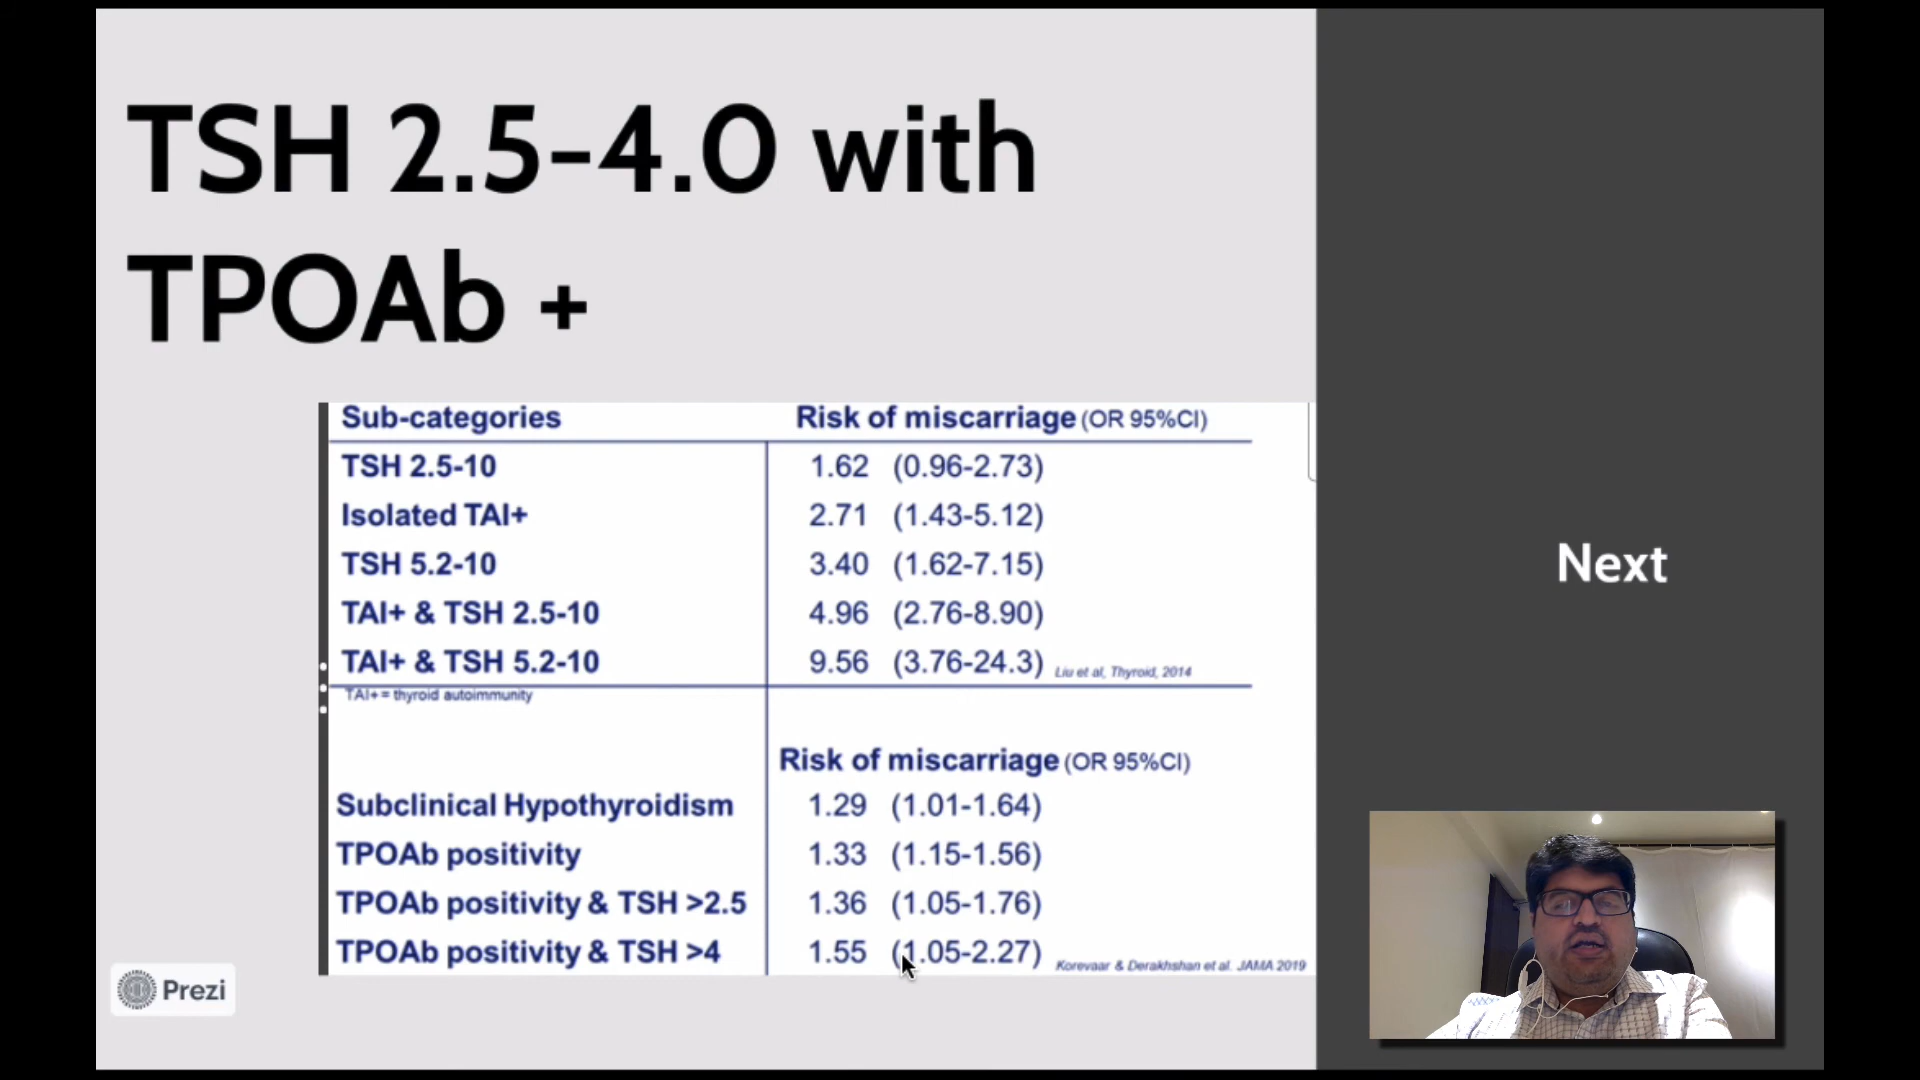 TSH 2.5-4.0 with
TPOAb +
Sub-categories Risk of miscarriage (OR 95%CI)
TSH 2.5-10 1.62 (0.96-2.73)
Isolated TAI+ 2.71 (1.43-5.12)
TSH 5.2-10 3.40 (1.62-7.15)
TAI+ & TSH 2.5-10 4.96 (2.76-8.90)
TAI+ & TSH 5.2-10 9.56 (3.76-24.3) Liu et al, Thyroid, 2014
TAI+ = thyroid autoimmunity
Risk of miscarriage (OR 95%CI)
Subclinical Hypothyroidism 1.29 (1.01-1.64)
TPOAb positivity 1.33 (1.15-1.56)
TPOAb positivity & TSH >2.5 1.36 (1.05-1.76)
TPOAb positivity & TSH >4 1.55 (1.05-2.27) Korevaar & Derakhshan et al. JAMA 2019
Prezi
Next